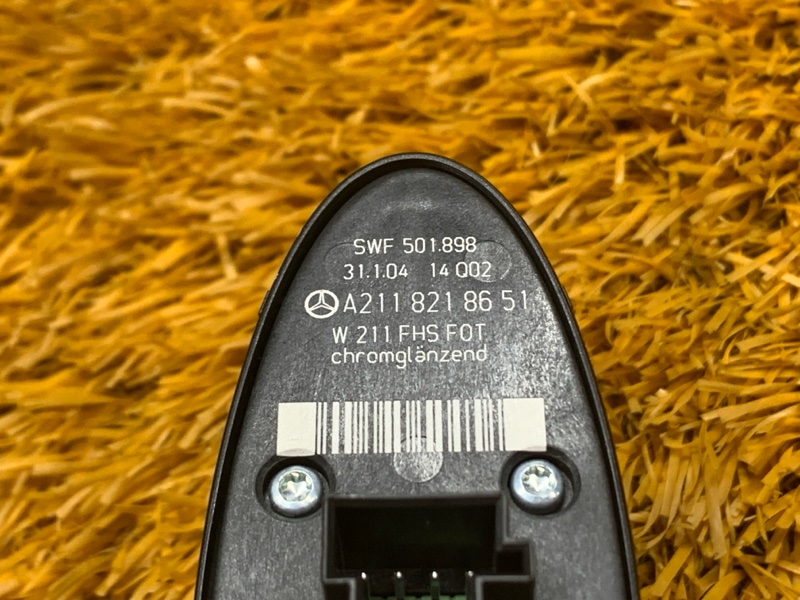 SWF 501.898
31.1.04 14 Q02
A211 821 86 51
W 211 FHS FOT
chromglänzend